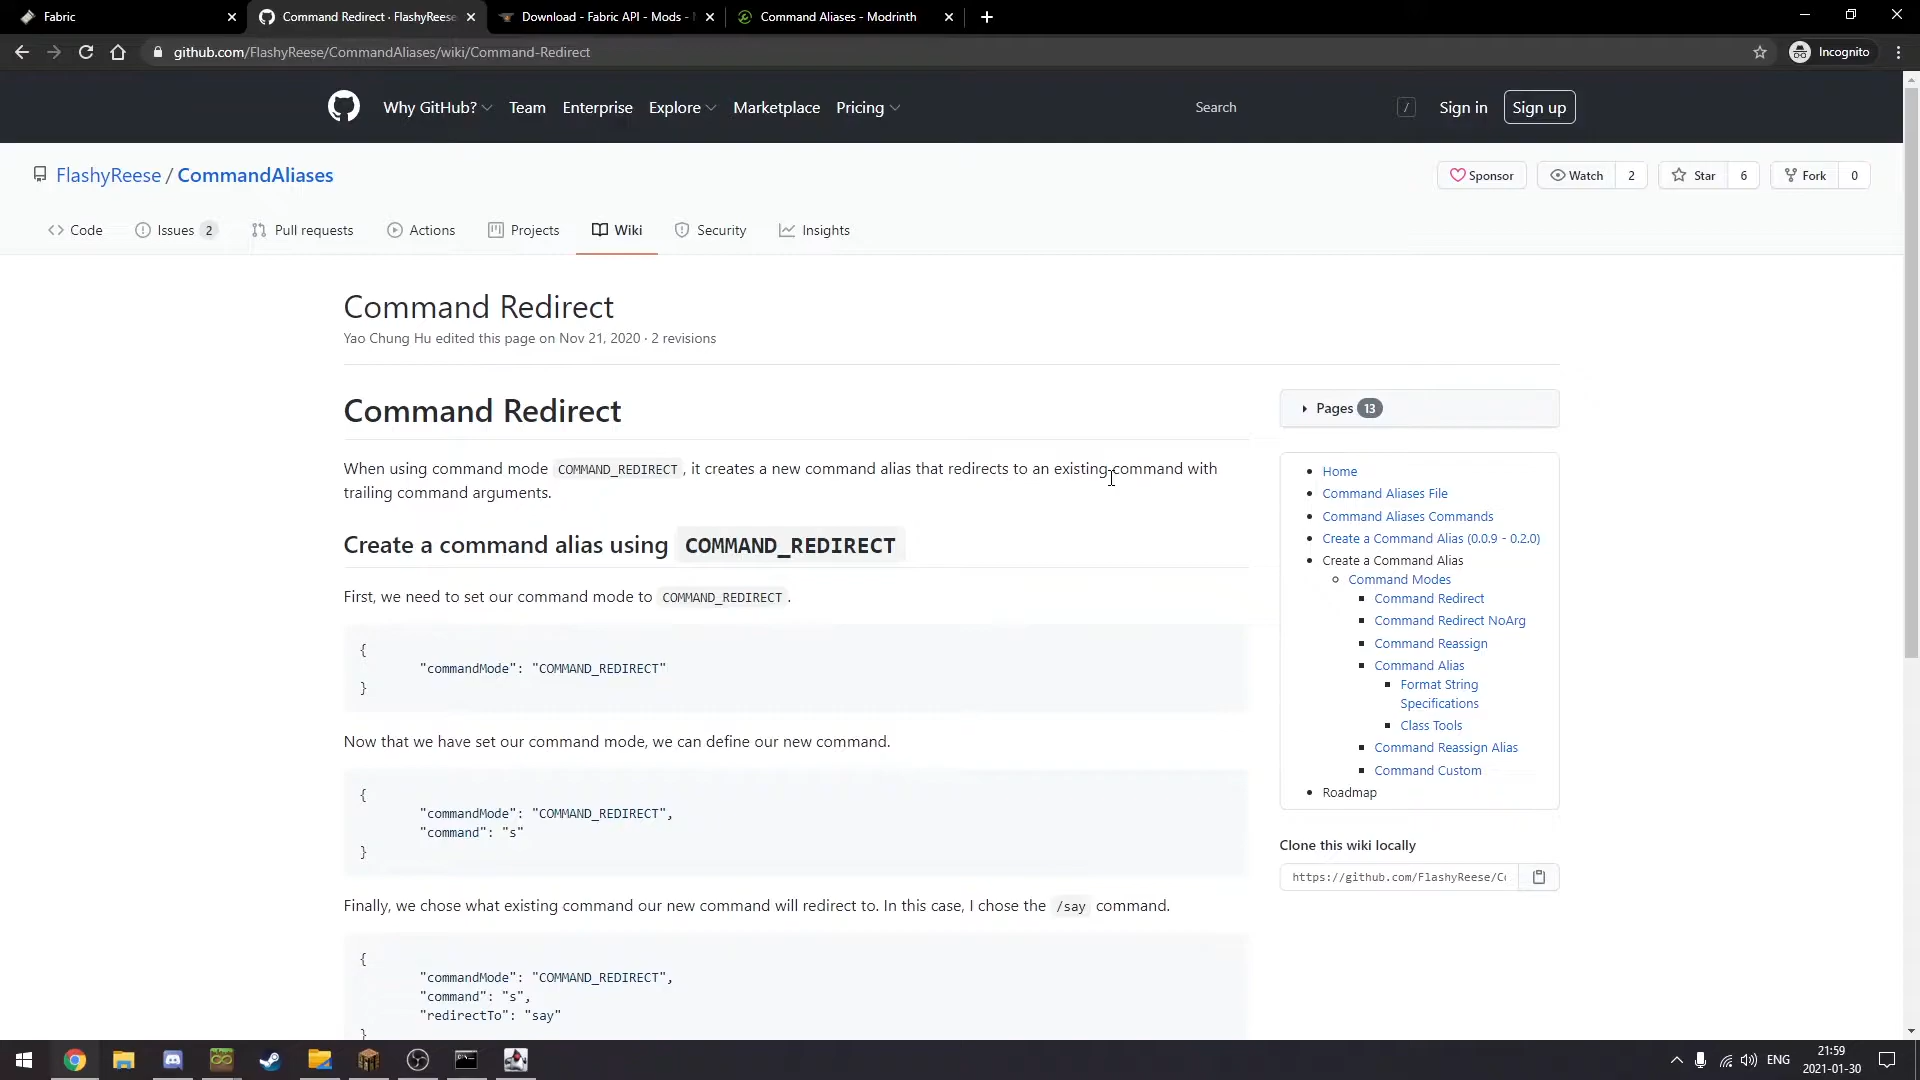 Fabric
Command Redirect · FlashyReese
Download - Fabric API - Mods -
Command Aliases - Modrinth
github.com/FlashyReese/CommandAliases/wiki/Command-Redirect
Incognito
Why GitHub? Team Enterprise Explore Marketplace Pricing
Search /
Sign in Sign up
FlashyReese / CommandAliases
Sponsor Watch 2 Star 6 Fork 0
Code Issues 2 Pull requests Actions Projects Wiki Security Insights
Command Redirect
Yao Chung Hu edited this page on Nov 21, 2020 · 2 revisions
Command Redirect
When using command mode COMMAND_REDIRECT, it creates a new command alias that redirects to an existing command with
trailing command arguments.
Create a command alias using COMMAND_REDIRECT
First, we need to set our command mode to COMMAND_REDIRECT.
{
"commandMode": "COMMAND_REDIRECT"
}
Now that we have set our command mode, we can define our new command.
{
"commandMode": "COMMAND_REDIRECT",
"command": "s"
}
Finally, we chose what existing command our new command will redirect to. In this case, I chose the /say command.
{
"commandMode": "COMMAND_REDIRECT",
"command": "s",
"redirectTo": "say"
}
Pages 13
Home
Command Aliases File
Command Aliases Commands
Create a Command Alias (0.0.9 - 0.2.0)
Create a Command Alias
Command Modes
Command Redirect
Command Redirect NoArg
Command Reassign
Command Alias
Format String
Specifications
Class Tools
Command Reassign Alias
Command Custom
Roadmap
Clone this wiki locally
https://github.com/FlashyReese/Co
ENG
21:59
2021-01-30